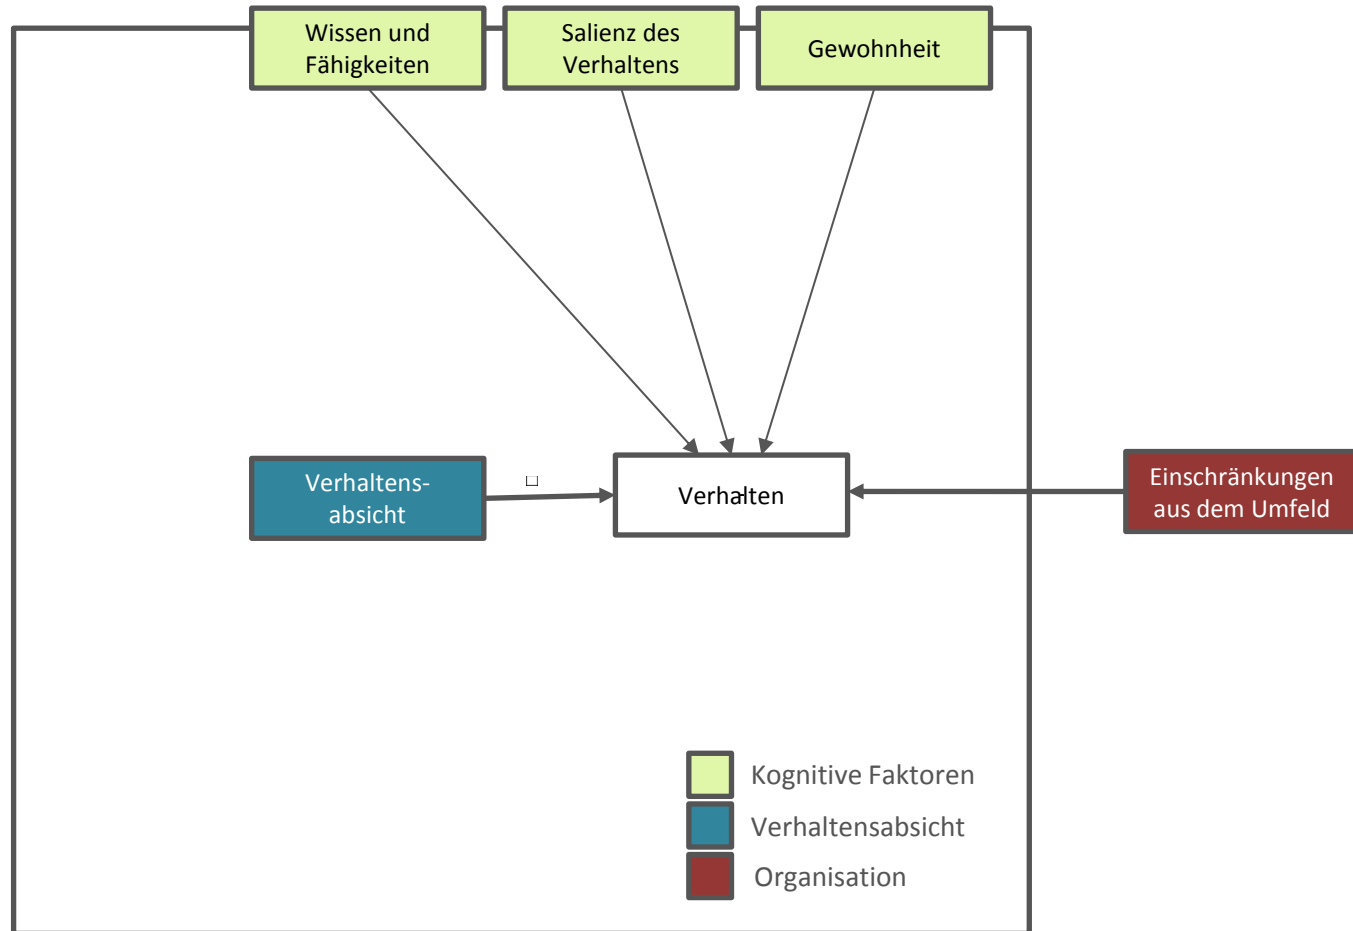 Wissen und
Fähigkeiten
Salienz des
Verhaltens
Gewohnheit
Verhaltens-
absicht
Verhalten
Einschränkungen
aus dem Umfeld
Kognitive Faktoren
Verhaltensabsicht
Organisation